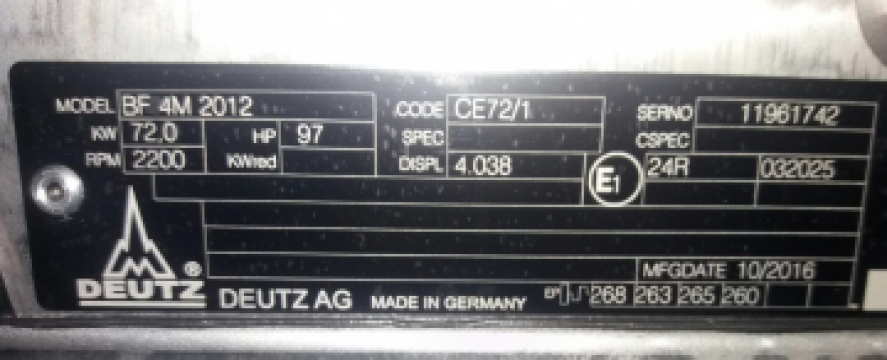 MODEL BF 4M 2012 CODE CE72/1 SERNO 11961742
KW 72,0 HP 97 SPEC CSPEC
RPM 2200 KWred DISPL 4.038 E1 24R 032025
MFGDATE 10/2016
DEUTZ ® DEUTZ AG MADE IN GERMANY EP 268 263 265 260